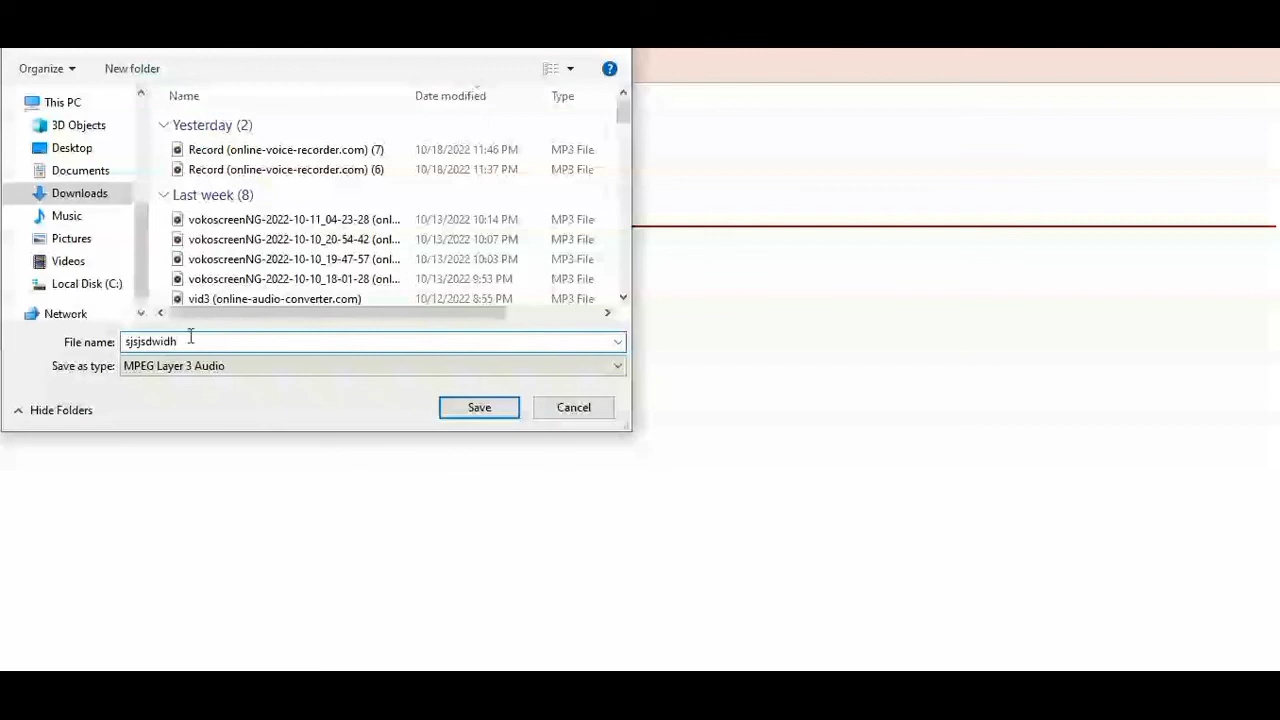 Organize New folder ?
Name Date modified Type
This PC
3D Objects
Desktop
Documents
Downloads
Music
Pictures
Videos
Local Disk (C:)
Network
Yesterday (2)
Record (online-voice-recorder.com) (7) 10/18/2022 11:46 PM MP3 File
Record (online-voice-recorder.com) (6) 10/18/2022 11:37 PM MP3 File
Last week (8)
vokoscreenNG-2022-10-11_04-23-28 (onl... 10/13/2022 10:14 PM MP3 File
vokoscreenNG-2022-10-10_20-54-42 (onl... 10/13/2022 10:07 PM MP3 File
vokoscreenNG-2022-10-10_19-47-57 (onl... 10/13/2022 10:03 PM MP3 File
vokoscreenNG-2022-10-10_18-01-28 (onl... 10/13/2022 9:53 PM MP3 File
vid3 (online-audio-converter.com) 10/12/2022 8:55 PM MP3 File
File name: sjsjsdwidh
Save as type: MPEG Layer 3 Audio
Hide Folders Save Cancel